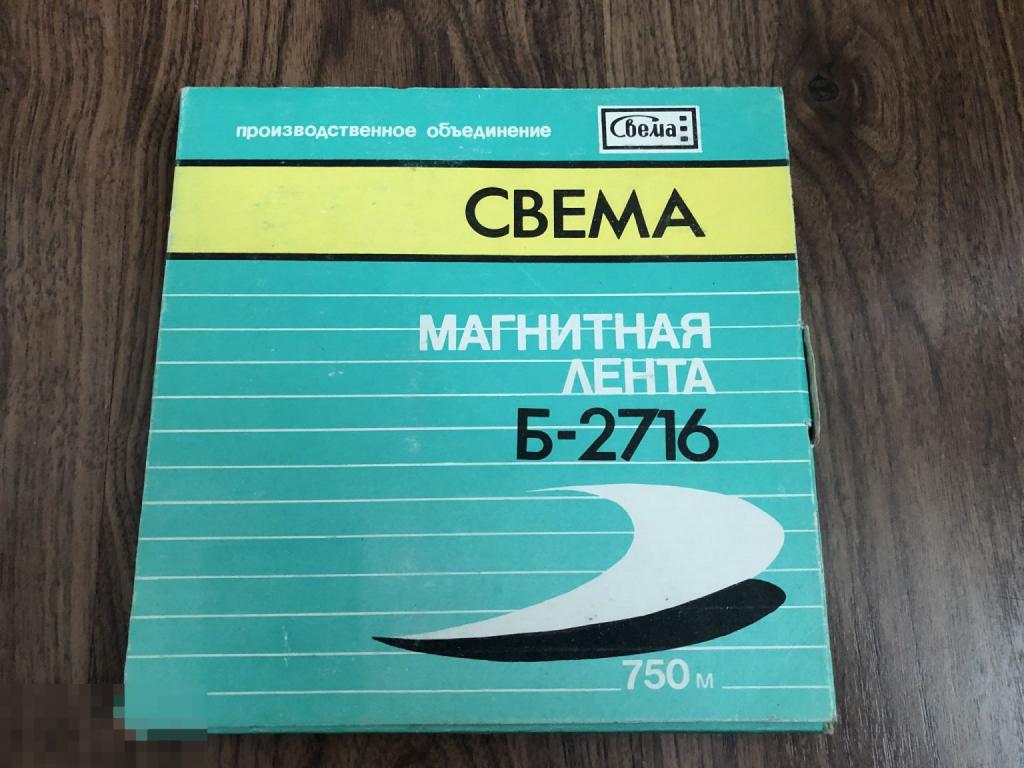 производственное объединение
Свема
СВЕМА
МАГНИТНАЯ
ЛЕНТА
Б-2716
750 м